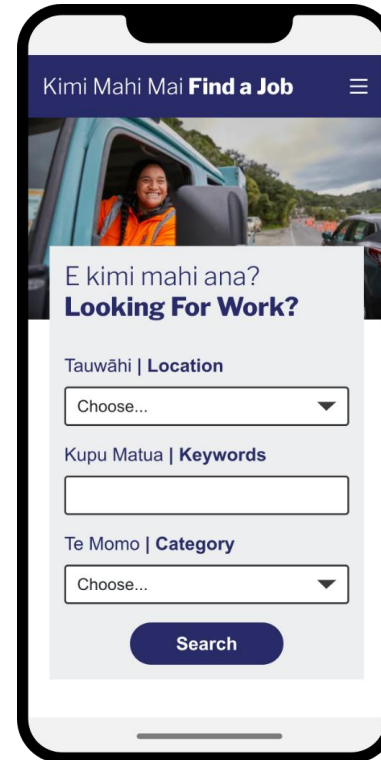 Kimi Mahi Mai Find a Job
E kimi mahi ana?
Looking For Work?
Tauwāhi | Location
Choose...
Kupu Matua | Keywords
Te Momo | Category
Choose...
Search